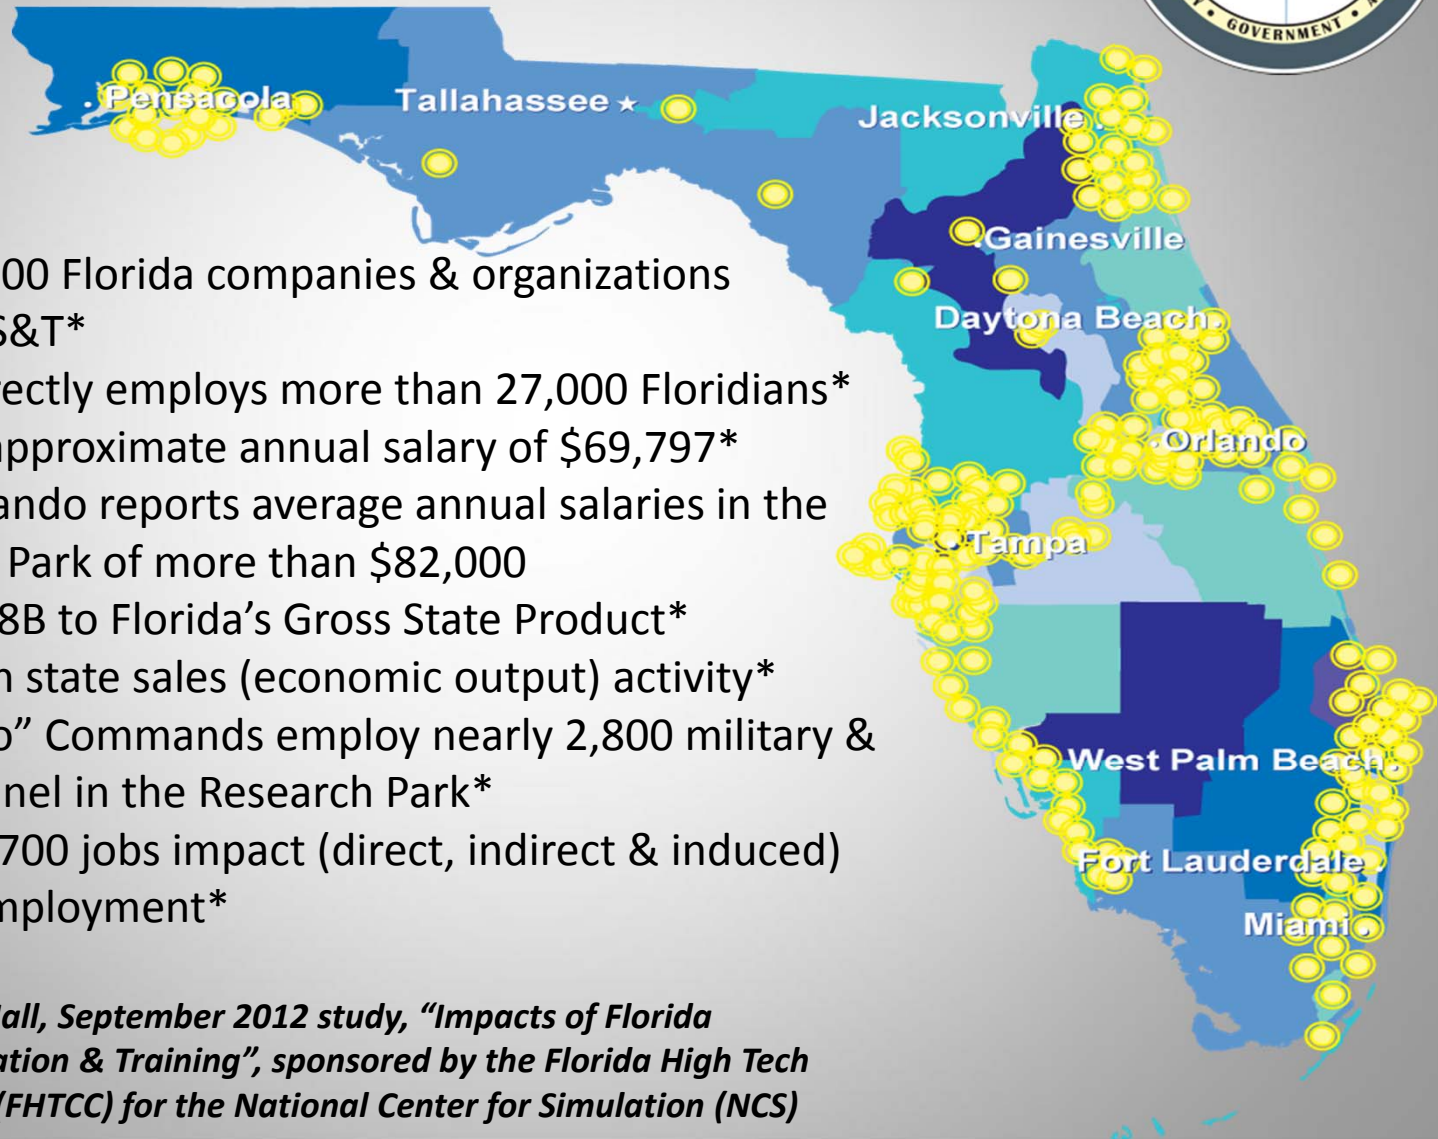 GOVERNMENT
Pensacola
Tallahassee
Jacksonville
Gainesville
Daytona Beach
Orlando
Tampa
West Palm Beach
Fort Lauderdale
Miami
00 Florida companies & organizations
S&T*
rectly employs more than 27,000 Floridians*
approximate annual salary of $69,797*
ando reports average annual salaries in the
Park of more than $82,000
8B to Florida’s Gross State Product*
n state sales (economic output) activity*
o” Commands employ nearly 2,800 military &
nel in the Research Park*
700 jobs impact (direct, indirect & induced)
mployment*
Hall, September 2012 study, “Impacts of Florida
ation & Training”, sponsored by the Florida High Tech
(FHTCC) for the National Center for Simulation (NCS)